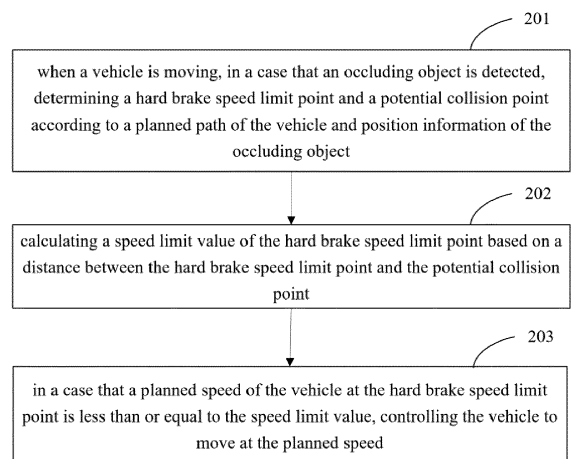 201
when a vehicle is moving, in a case that an occluding object is detected,
determining a hard brake speed limit point and a potential collision point
according to a planned path of the vehicle and position information of the
occluding object
202
calculating a speed limit value of the hard brake speed limit point based on a
distance between the hard brake speed limit point and the potential collision
point
203
in a case that a planned speed of the vehicle at the hard brake speed limit
point is less than or equal to the speed limit value, controlling the vehicle to
move at the planned speed